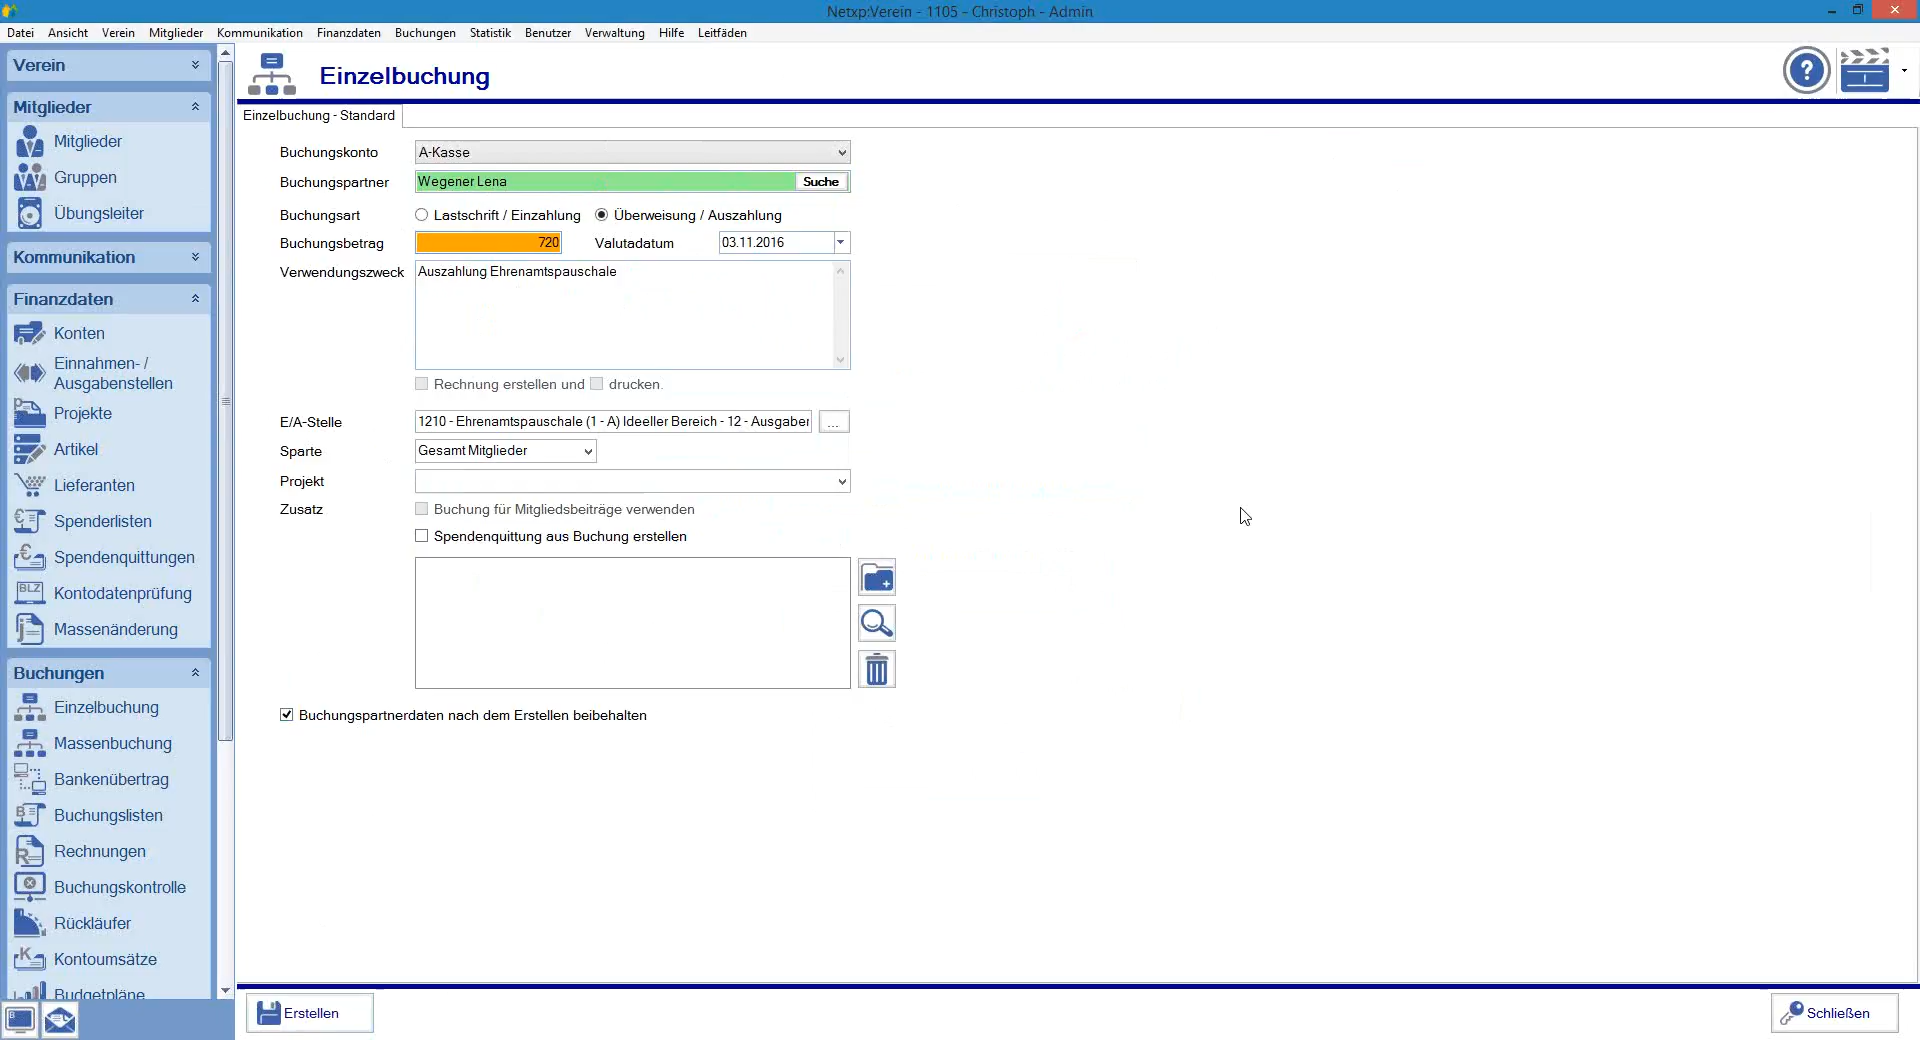 Netxp:Verein - 1105 - Christoph - Admin
Datei Ansicht Verein Mitglieder Kommunikation Finanzdaten Buchungen Statistik Benutzer Verwaltung Hilfe Leitfäden
Verein
Mitglieder
Mitglieder
Gruppen
Übungsleiter
Kommunikation
Finanzdaten
Konten
Einnahmen- /
Ausgabenstellen
Projekte
Artikel
Lieferanten
Spenderlisten
Spendenquittungen
BLZ
Kontodatenprüfung
Massenänderung
Buchungen
Einzelbuchung
Massenbuchung
Bankenübertrag
Buchungslisten
Rechnungen
Buchungskontrolle
Rückläufer
Kontoumsätze
Budgetpläne
Einzelbuchung
Einzelbuchung - Standard
Buchungskonto A-Kasse
Buchungspartner Wegener Lena Suche
Buchungsart Lastschrift / Einzahlung Überweisung / Auszahlung
Buchungsbetrag 720 Valutadatum 03.11.2016
Verwendungszweck Auszahlung Ehrenamtspauschale
Rechnung erstellen und drucken.
E/A-Stelle 1210 - Ehrenamtspauschale (1 - A) Ideeller Bereich - 12 - Ausgaben ...
Sparte Gesamt Mitglieder
Projekt
Zusatz Buchung für Mitgliedsbeiträge verwenden
Spendenquittung aus Buchung erstellen
Buchungspartnerdaten nach dem Erstellen beibehalten
Erstellen Schließen